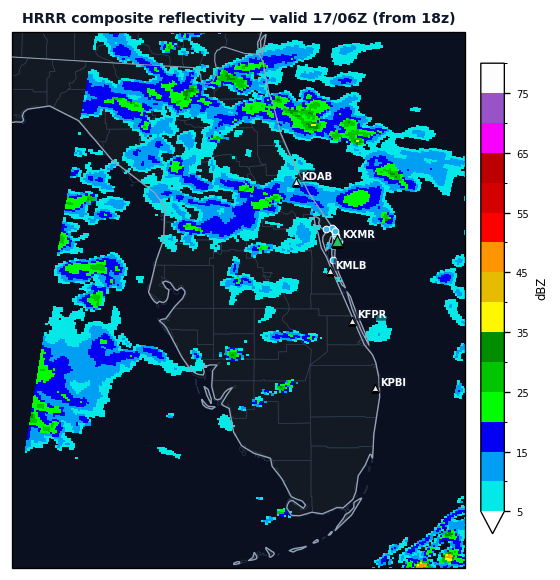 HRRR composite reflectivity — valid 17/06Z (from 18z)
KDAB
KXMR
KMLB
KFPR
KPBI
75
65
55
45
35
25
15
5
dBZ